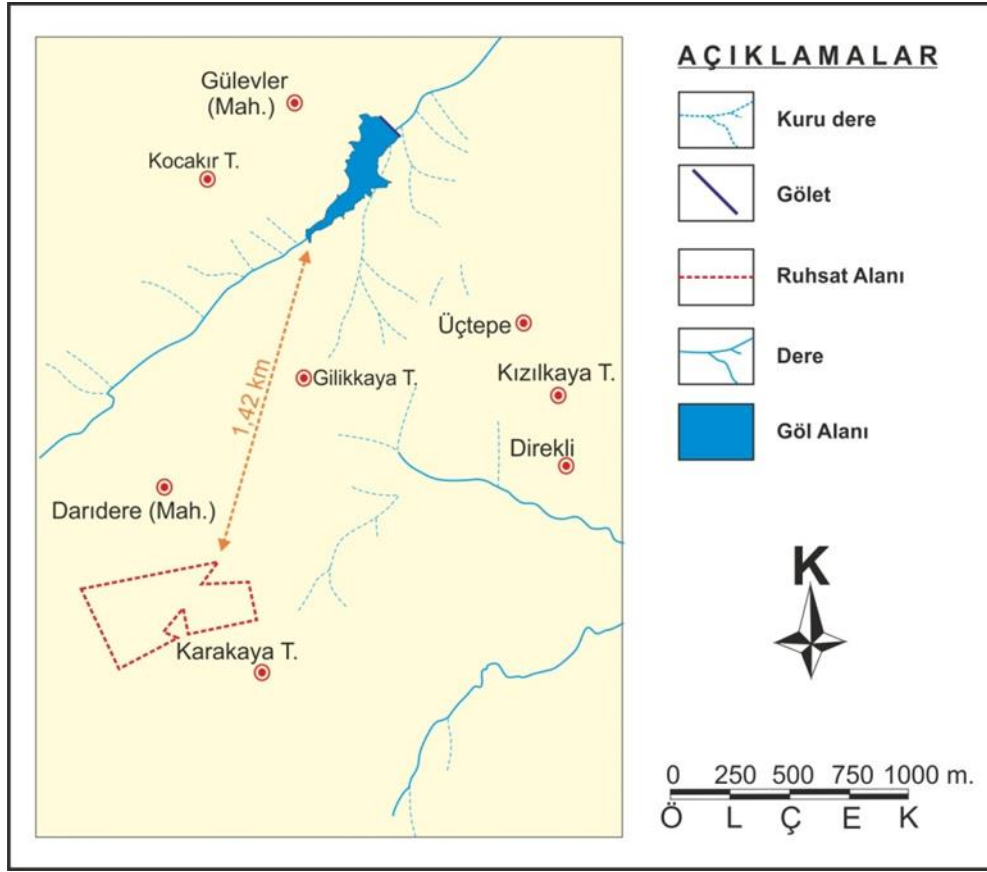 Gülevler
(Mah.)
Kocakır T.
Üçtepe
Gilikkaya T.
Kızılkaya T.
1,42 km
Direkli
Darıdere (Mah.)
Karakaya T.
AÇIKLAMALAR
Kuru dere
Gölet
Ruhsat Alanı
Dere
Göl Alanı
K
0 250 500 750 1000 m.
Ö L Ç E K